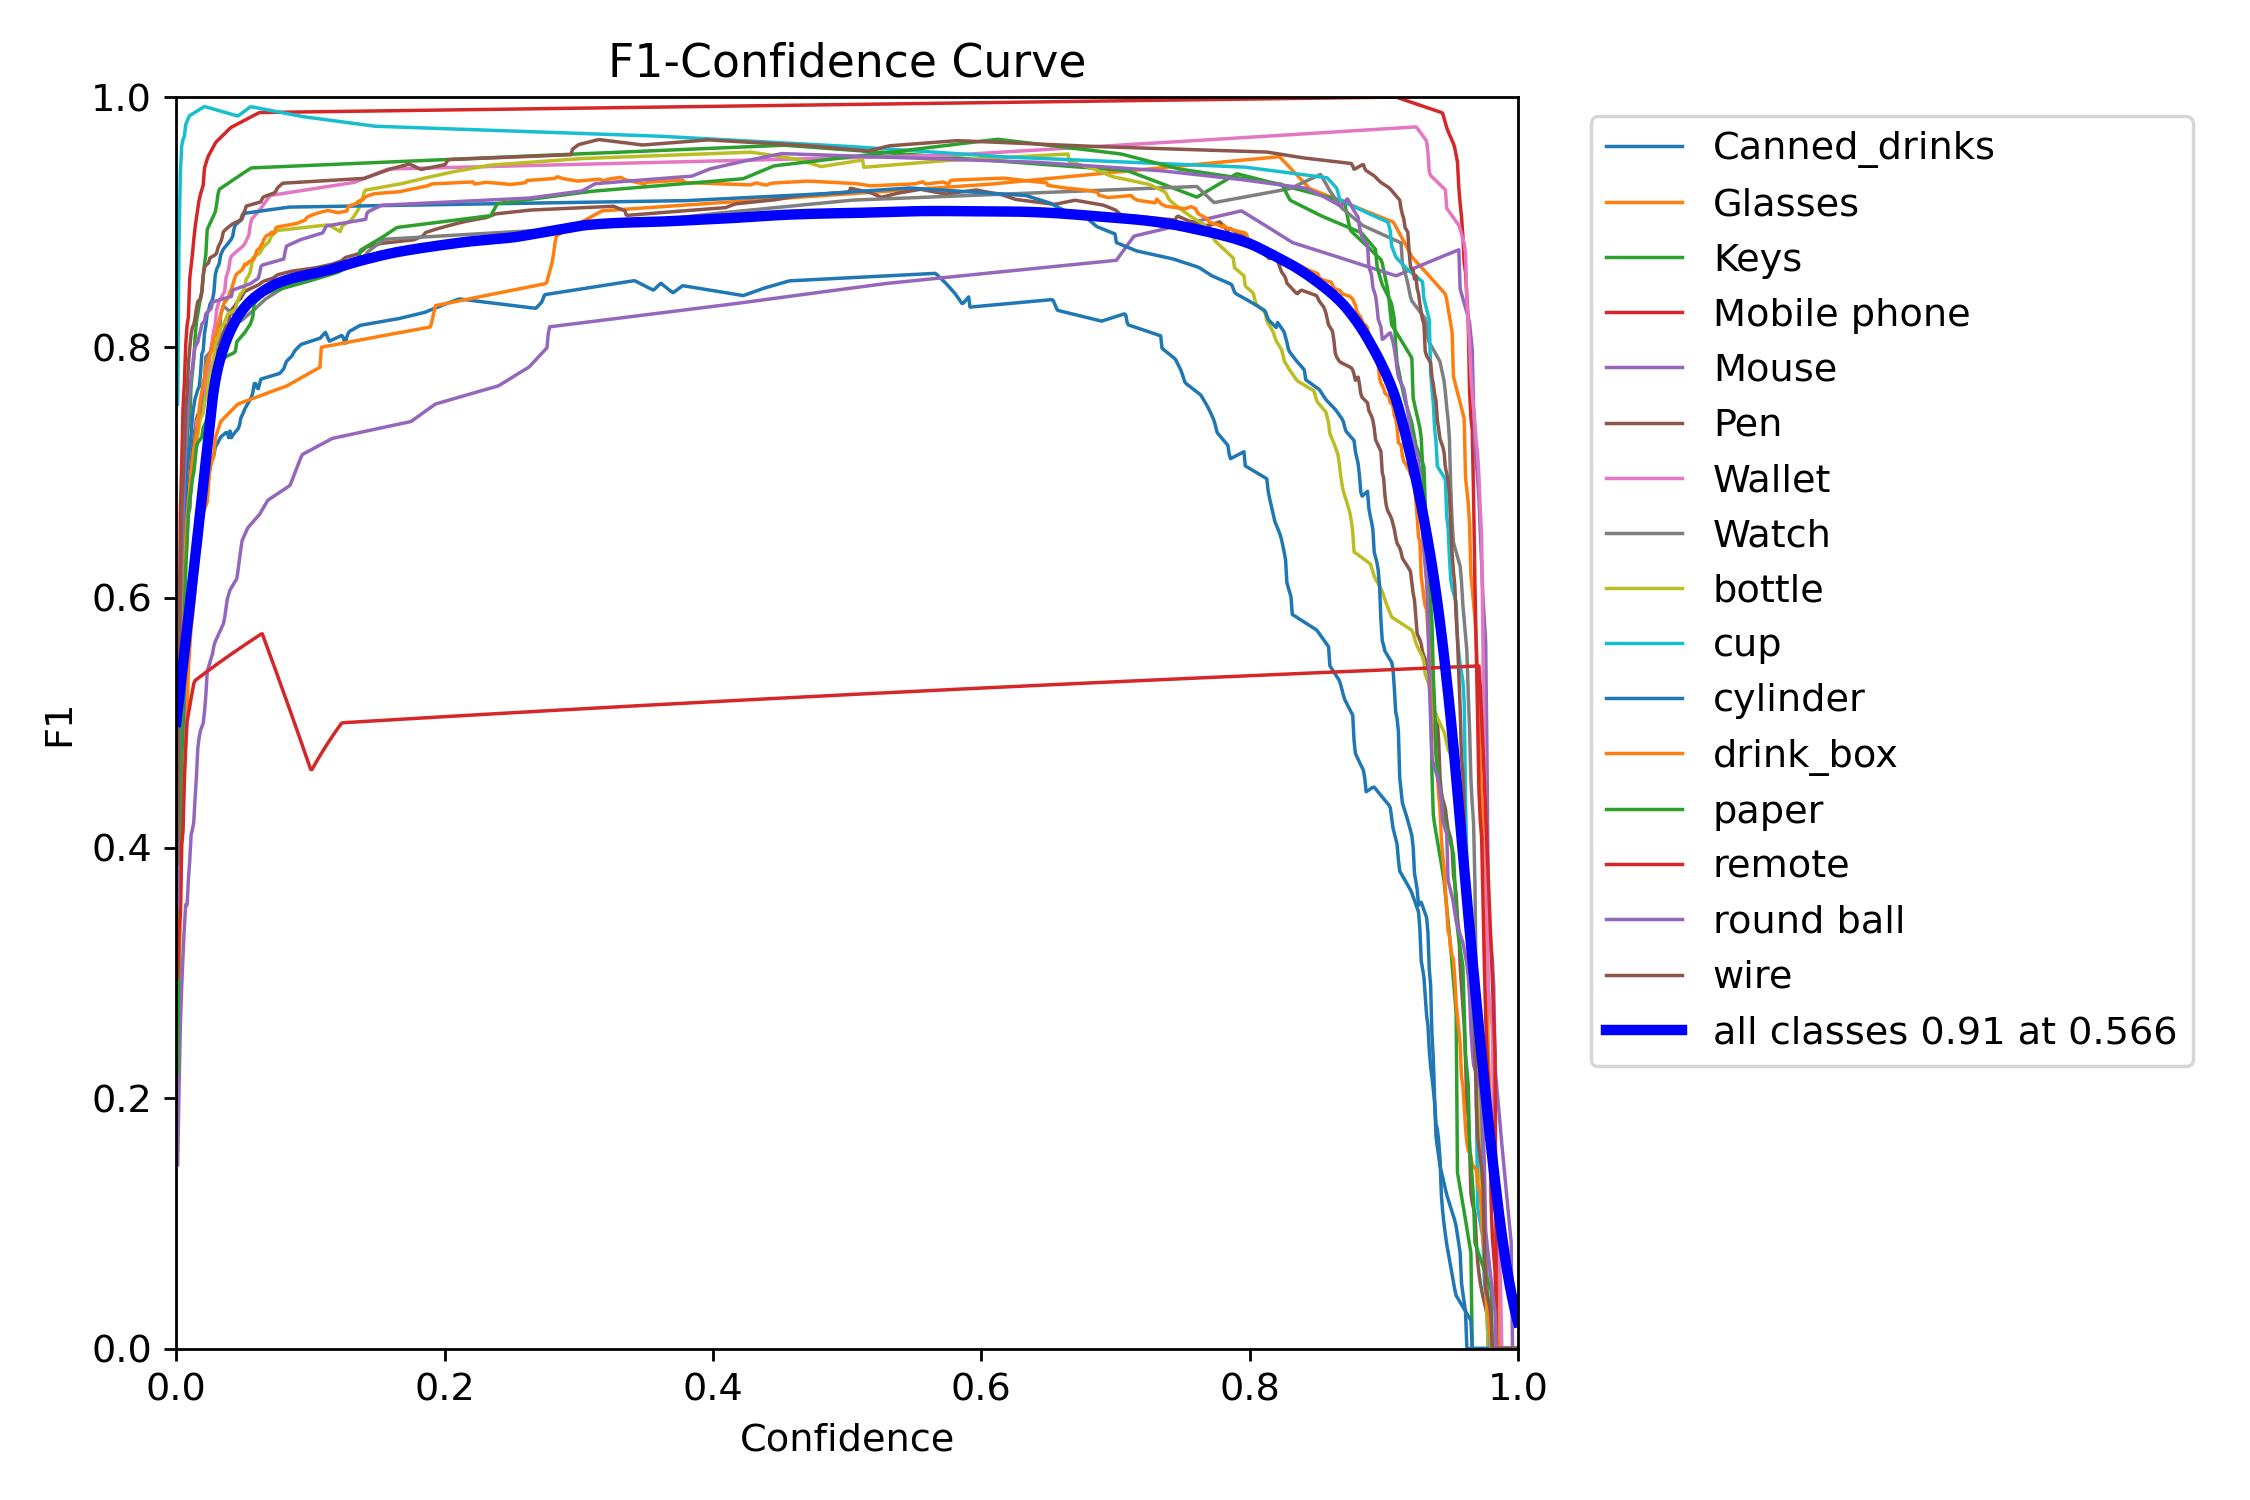 F1-Confidence Curve
1.0
0.8
0.6
0.4
0.2
0.0
F1
0.0 0.2 0.4 0.6 0.8 1.0
Confidence
Canned_drinks
Glasses
Keys
Mobile phone
Mouse
Pen
Wallet
Watch
bottle
cup
cylinder
drink_box
paper
remote
round ball
wire
all classes 0.91 at 0.566